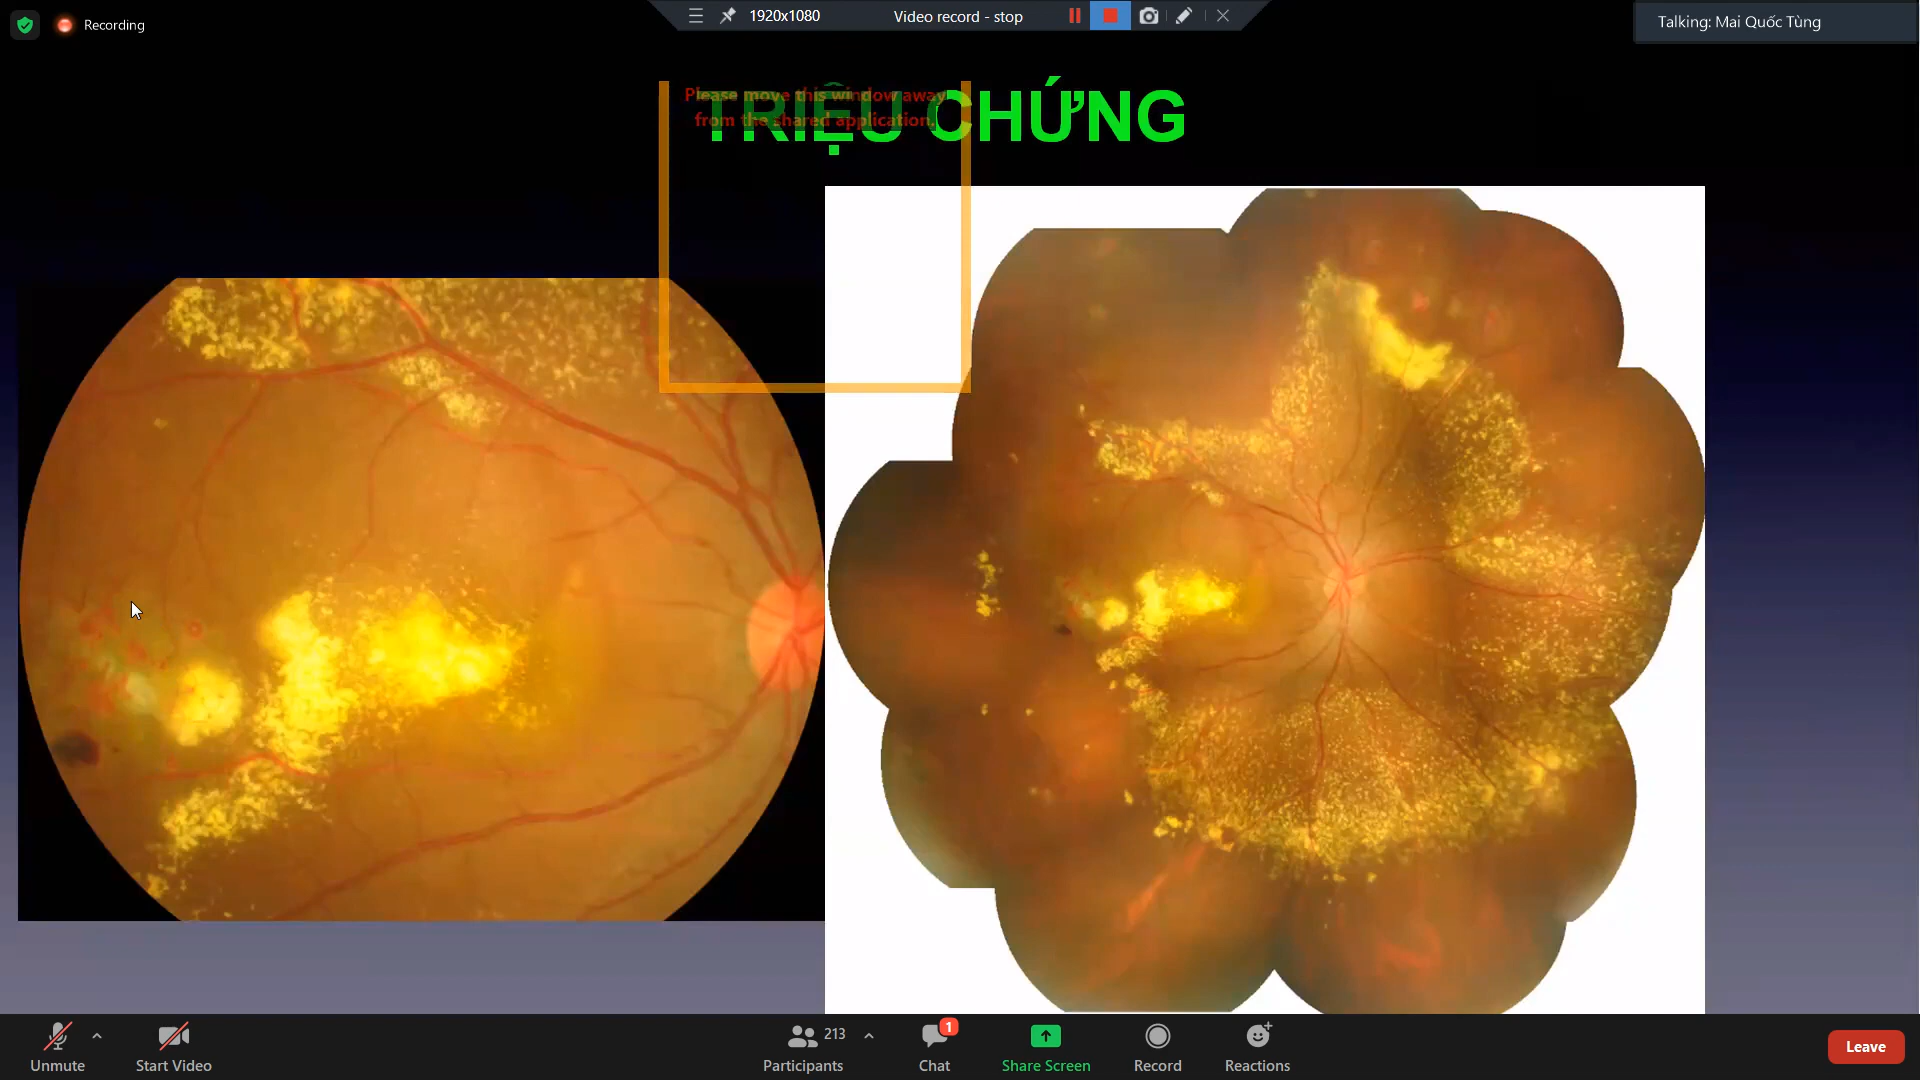 Recording
1920x1080
Video record - stop
Talking: Mai Quốc Tùng
Please move this window away
from the shared application.
TRIỆU CHỨNG
Unmute
Start Video
213
Participants
1
Chat
Share Screen
Record
Reactions
Leave